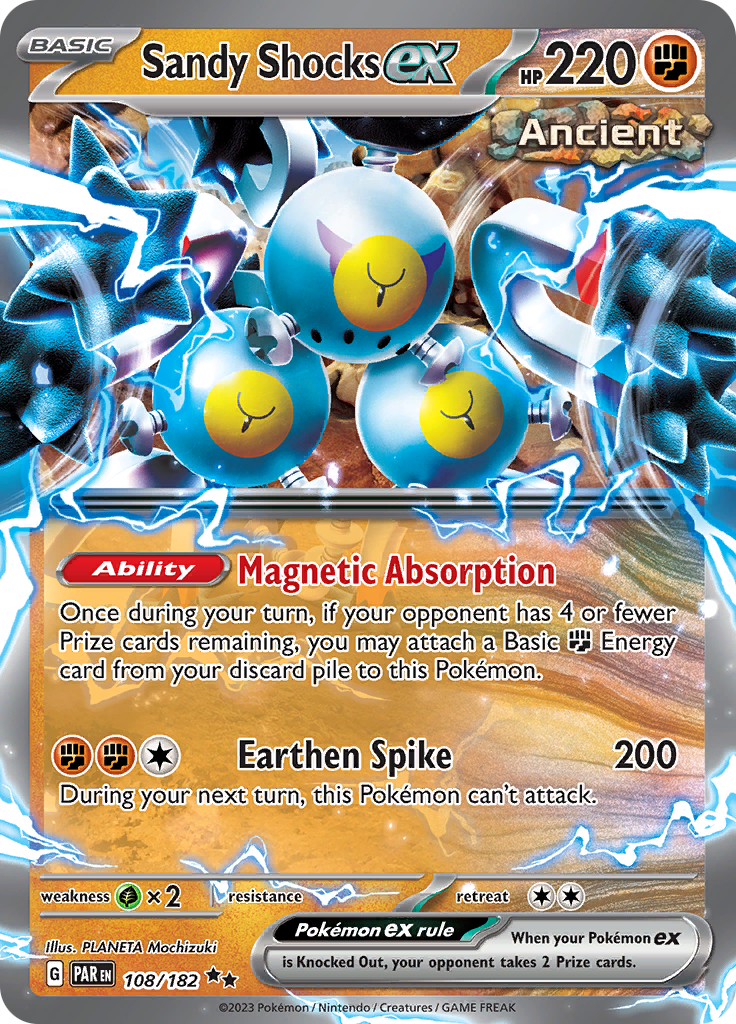 BASIC Sandy Shocks ex HP 220
Ancient
Ability Magnetic Absorption
Once during your turn, if your opponent has 4 or fewer
Prize cards remaining, you may attach a Basic Energy
card from your discard pile to this Pokémon.
Earthen Spike 200
During your next turn, this Pokémon can't attack.
weakness ×2 resistance retreat
Illus. PLANETA Mochizuki
Pokémon ex rule When your Pokémon ex
is Knocked Out, your opponent takes 2 Prize cards.
G PAR EN 108/182
©2023 Pokémon / Nintendo / Creatures / GAME FREAK